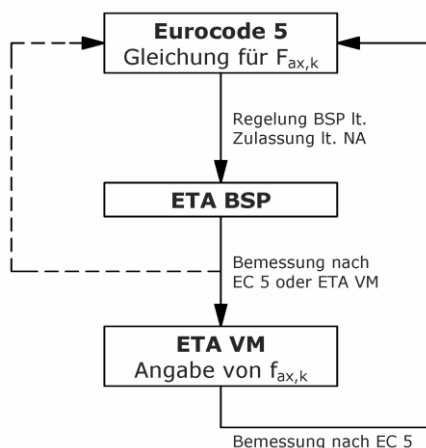 Eurocode 5
Gleichung für Fax,k
Regelung BSP lt.
Zulassung lt. NA
ETA BSP
Bemessung nach
EC 5 oder ETA VM
ETA VM
Angabe von fax,k
Bemessung nach EC 5